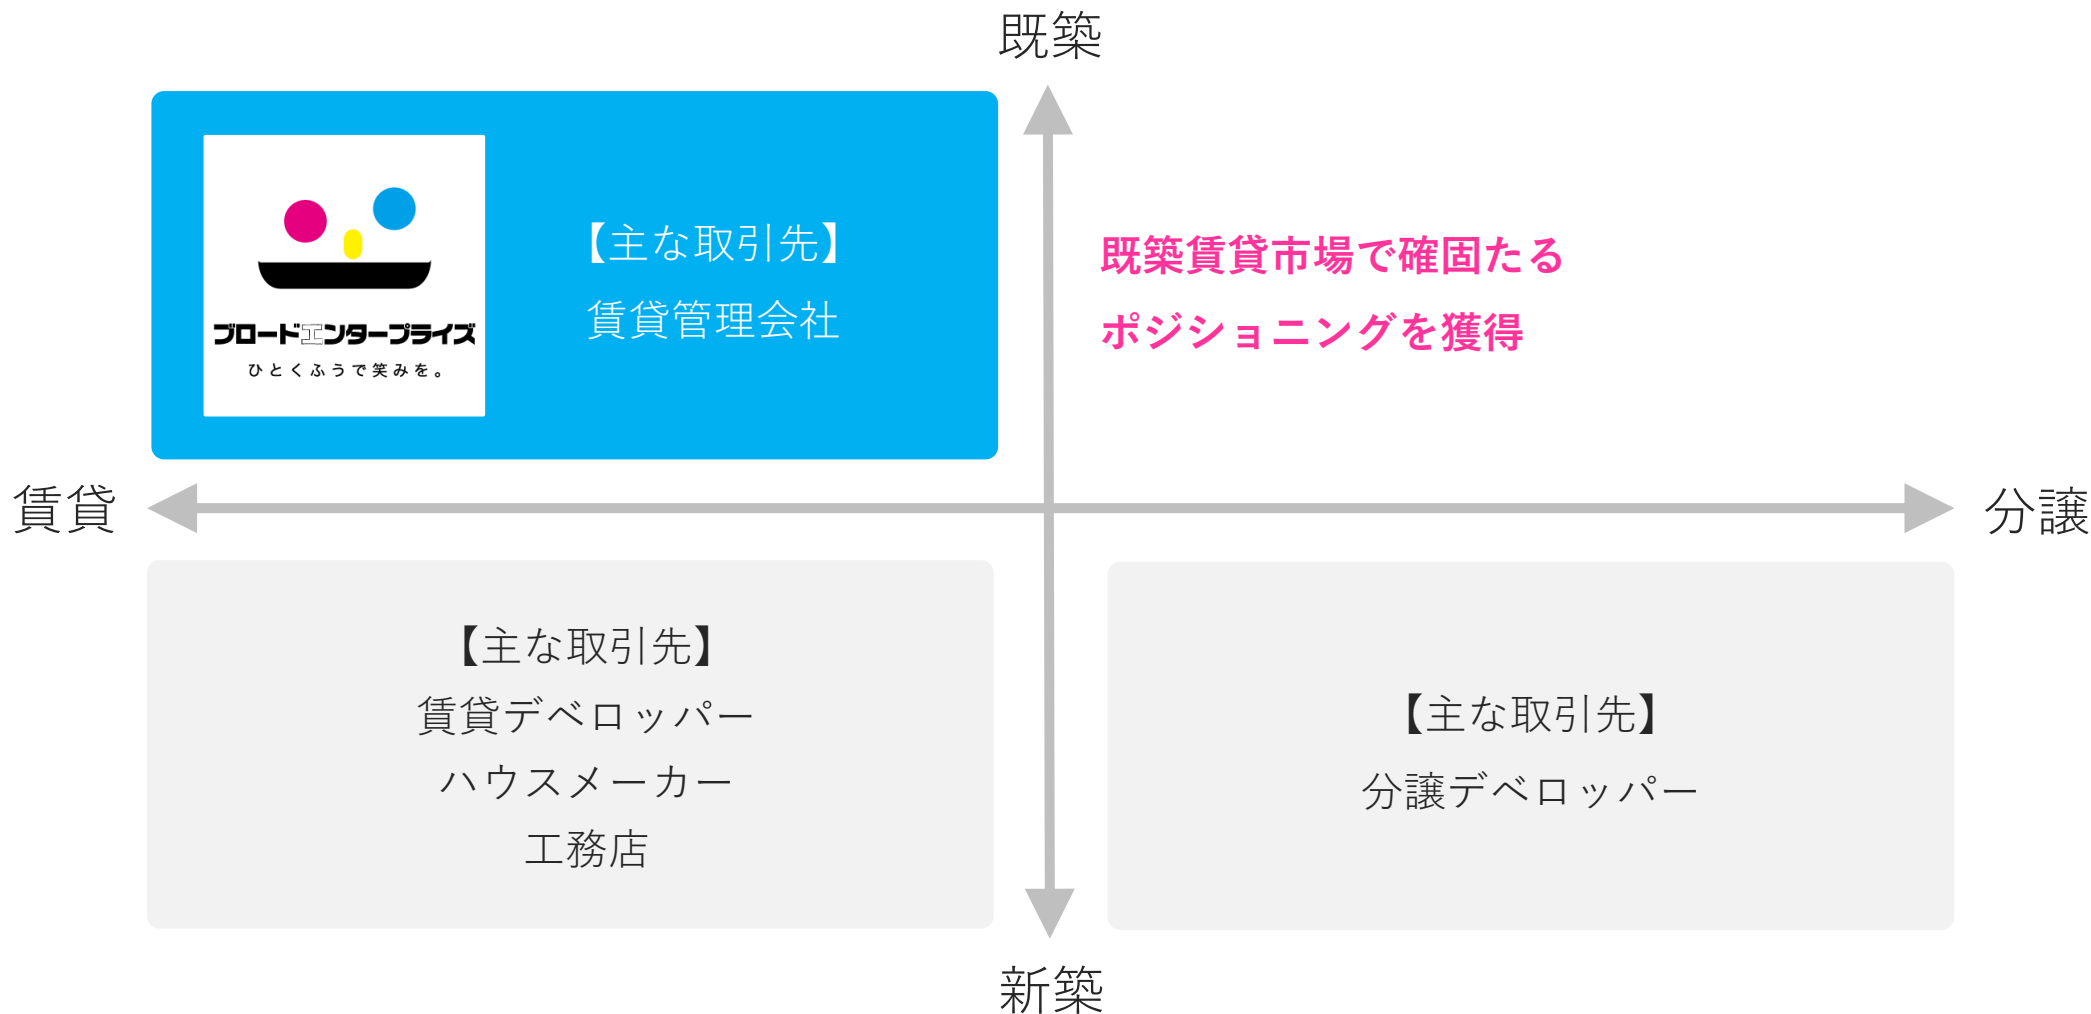 既築
【主な取引先】
賃貸管理会社
ブロードエンタープライズ
ひとくふうで笑みを。
既築賃貸市場で確固たる
ポジショニングを獲得
賃貸
分譲
【主な取引先】
賃貸デベロッパー
ハウスメーカー
工務店
【主な取引先】
分譲デベロッパー
新築